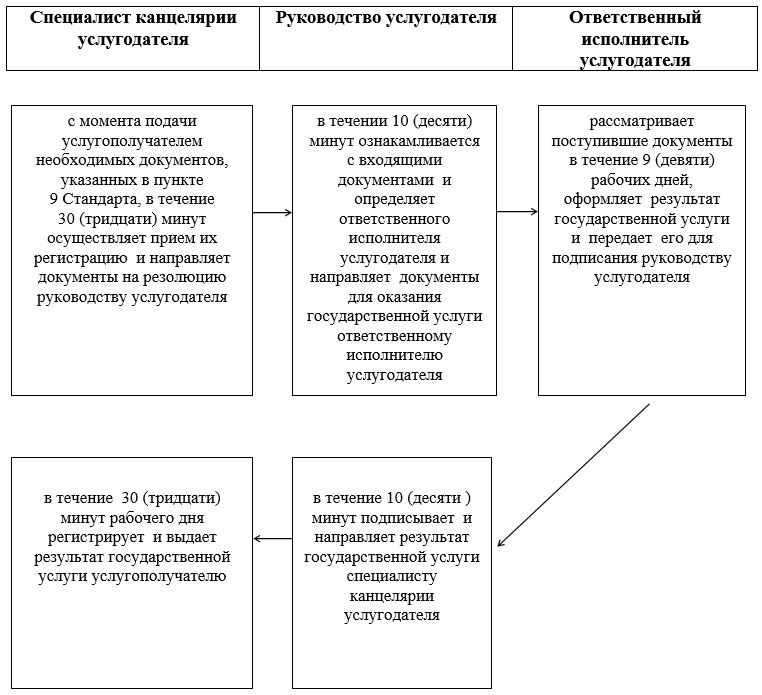 Специалист канцелярии
услугодателя
Руководство услугодателя
Ответственный
исполнитель
услугодателя
с момента подачи
услугополучателем
необходимых документов,
указанных в пункте
9 Стандарта, в течение
30 (тридцати) минут
осуществляет прием их
регистрацию и направляет
документы на резолюцию
руководству услугодателя
в течении 10 (десяти)
минут ознакамливается
с входящими
документами и
определяет
ответственного
исполнителя
услугодателя и
направляет документы
для оказания
государственной услуги
ответственному
исполнителю
услугодателя
рассматривает
поступившие документы
в течение 9 (девяти)
рабочих дней,
оформляет результат
государственной услуги
и передает его для
подписания руководству
услугодателя
в течение 10 (десяти )
минут подписывает и
направляет результат
государственной услуги
специалисту
канцелярии
услугодателя
в течение 30 (тридцати)
минут рабочего дня
регистрирует и выдает
результат государственной
услуги услугополучателю